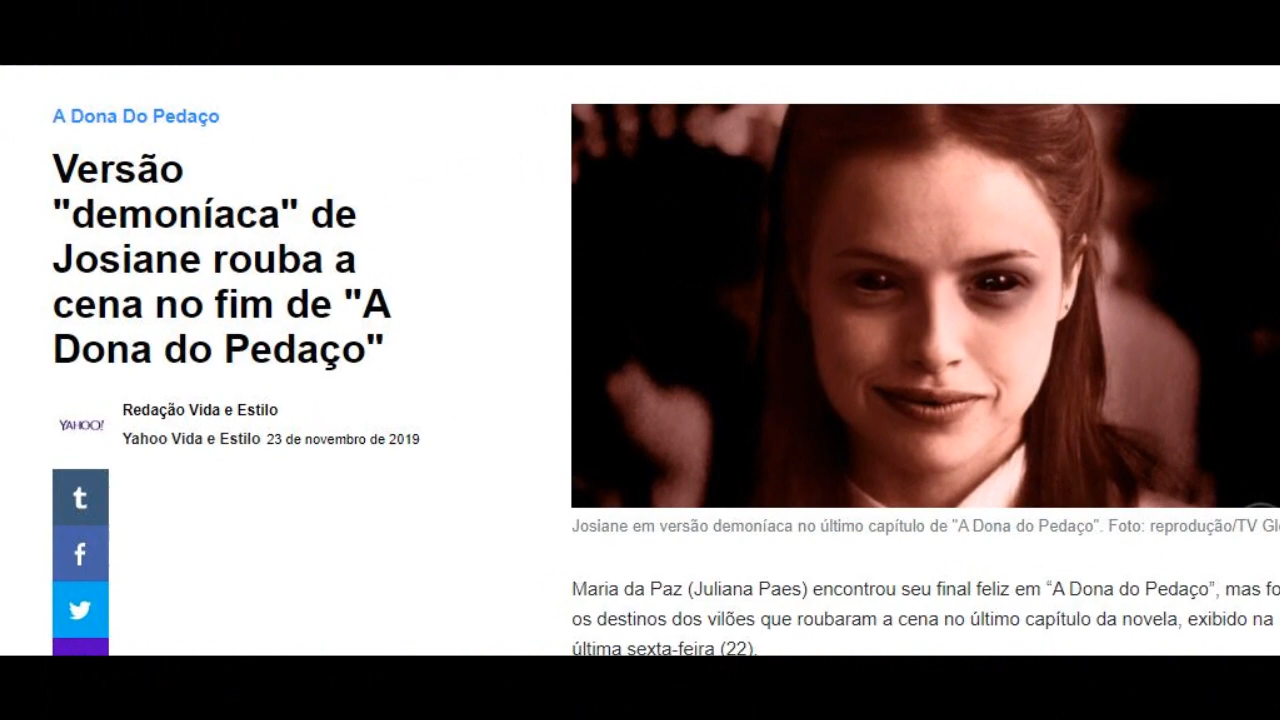 A Dona Do Pedaço
Versão
"demoníaca" de
Josiane rouba a
cena no fim de "A
Dona do Pedaço"
YAHOO!
Redação Vida e Estilo
Yahoo Vida e Estilo 23 de novembro de 2019
t
f
Josiane em versão demoníaca no último capítulo de "A Dona do Pedaço". Foto: reprodução/TV Gl
Maria da Paz (Juliana Paes) encontrou seu final feliz em “A Dona do Pedaço”, mas fo
os destinos dos vilões que roubaram a cena no último capítulo da novela, exibido na
última sexta-feira (22).